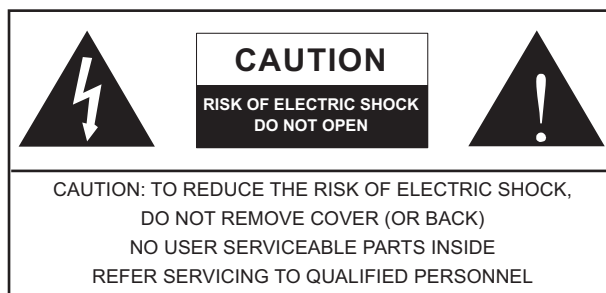 CAUTION
RISK OF ELECTRIC SHOCK
DO NOT OPEN
CAUTION: TO REDUCE THE RISK OF ELECTRIC SHOCK,
DO NOT REMOVE COVER (OR BACK)
NO USER SERVICEABLE PARTS INSIDE
REFER SERVICING TO QUALIFIED PERSONNEL